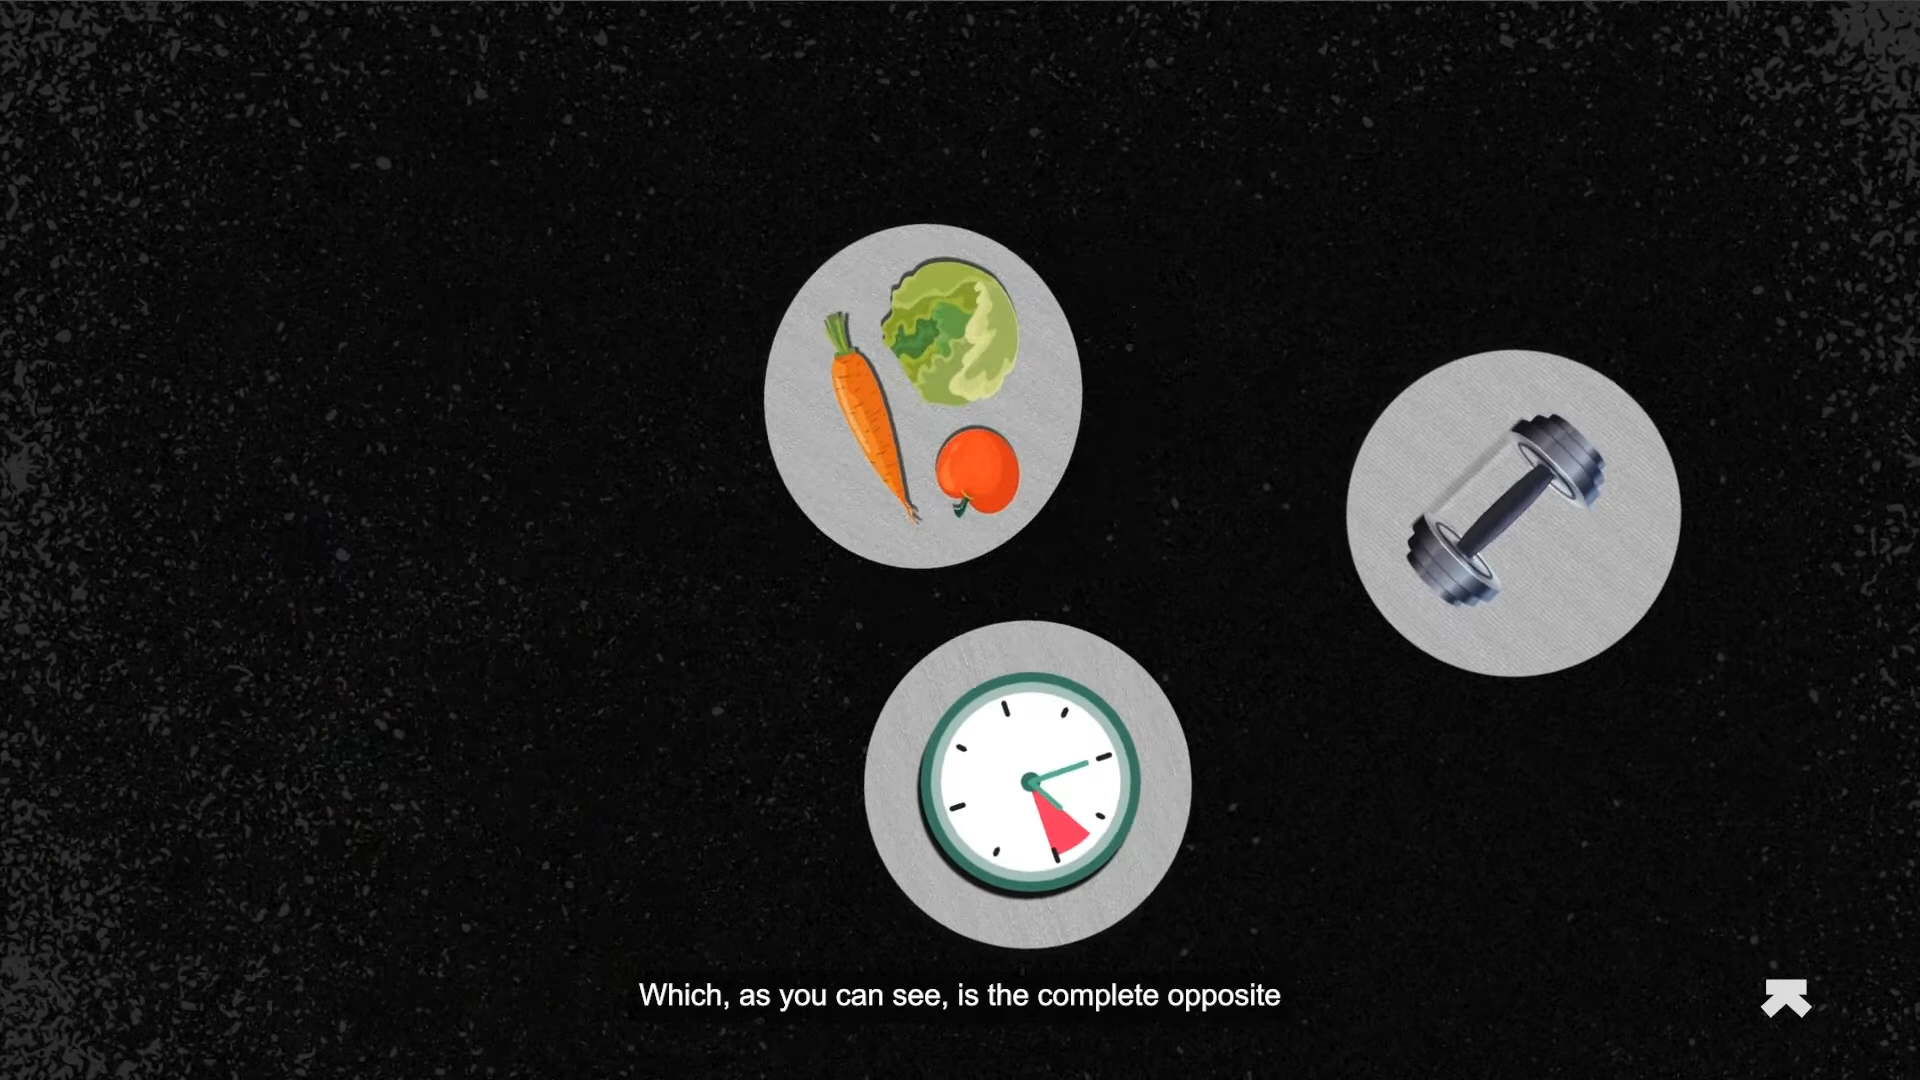 Which, as you can see, is the complete opposite